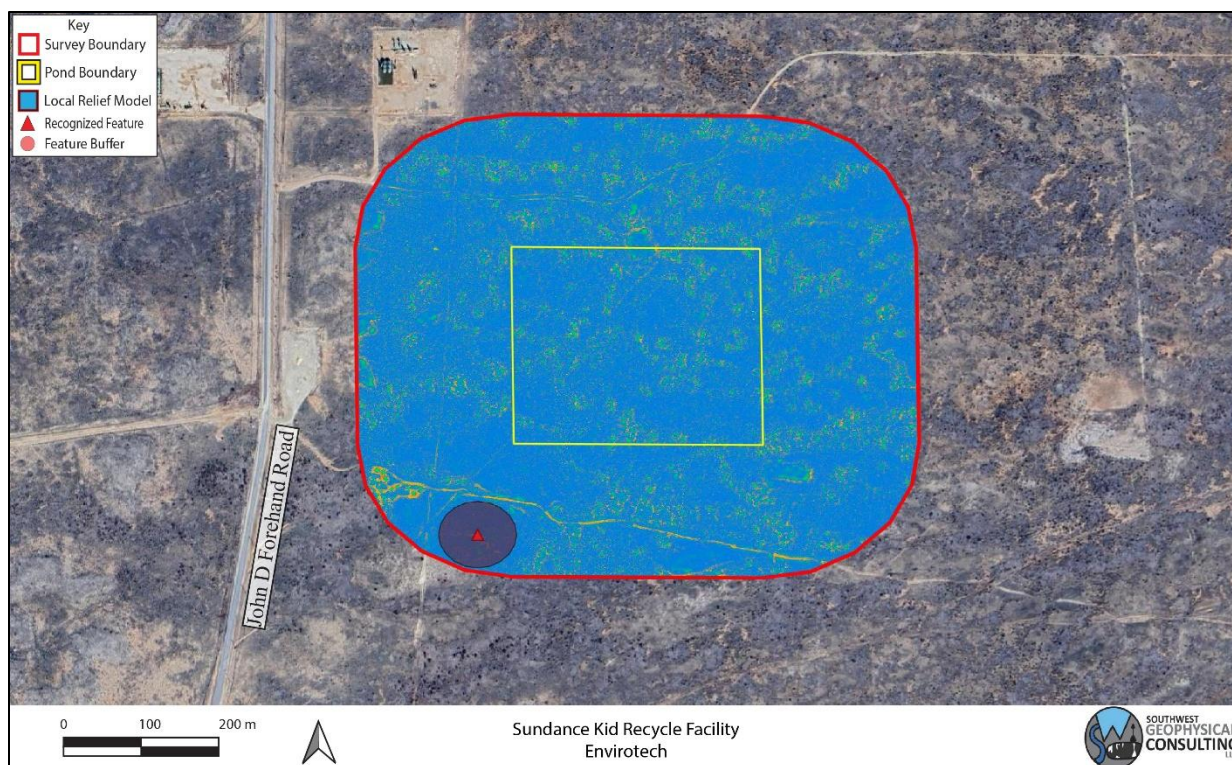 Key
Survey Boundary
Pond Boundary
Local Relief Model
Recognized Feature
Feature Buffer
John D Forehand Road
0 100 200 m
Sundance Kid Recycle Facility
Envirotech
SOUTHWEST
GEOPHYSICAL
CONSULTING